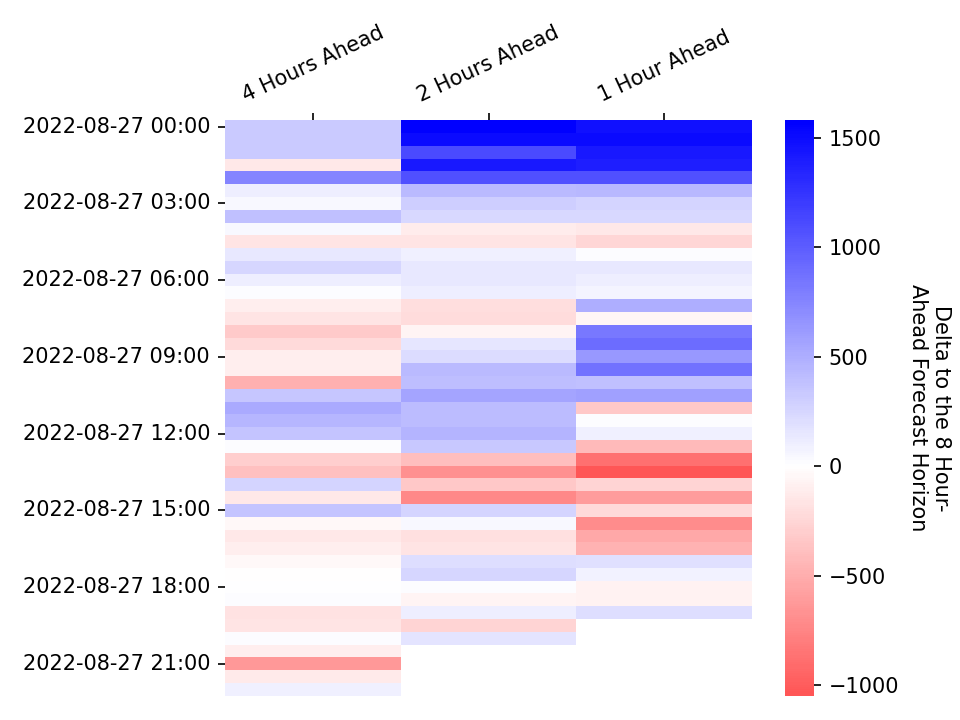 4 Hours Ahead
2 Hours Ahead
1 Hour Ahead
2022-08-27 00:00
2022-08-27 03:00
2022-08-27 06:00
2022-08-27 09:00
2022-08-27 12:00
2022-08-27 15:00
2022-08-27 18:00
2022-08-27 21:00
1500
1000
500
0
−500
−1000
Delta to the 8 Hour-
Ahead Forecast Horizon